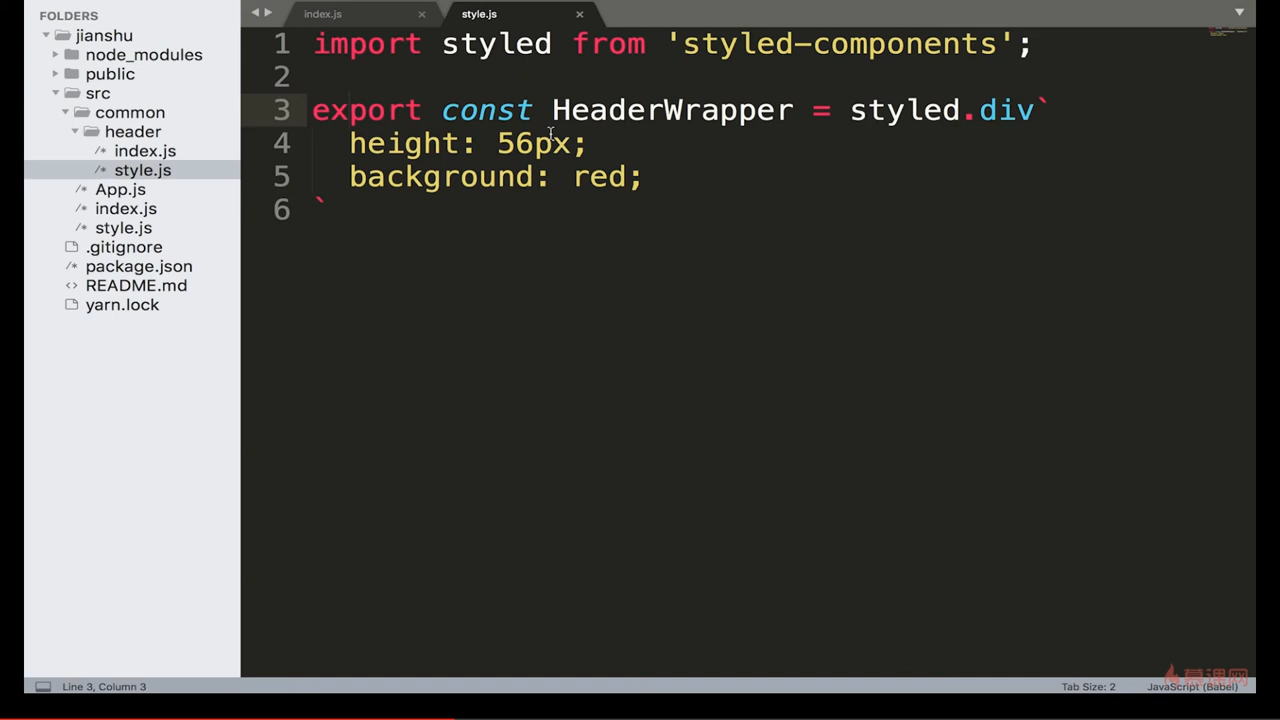 FOLDERS
jianshu
node_modules
public
src
common
header
index.js
style.js
App.js
index.js
style.js
.gitignore
package.json
README.md
yarn.lock
index.js
style.js
1 import styled from 'styled-components';
2
3 export const HeaderWrapper = styled.div`
4 height: 56px;
5 background: red;
6 `
慕课网
Line 3, Column 3
Tab Size: 2
JavaScript (Babel)